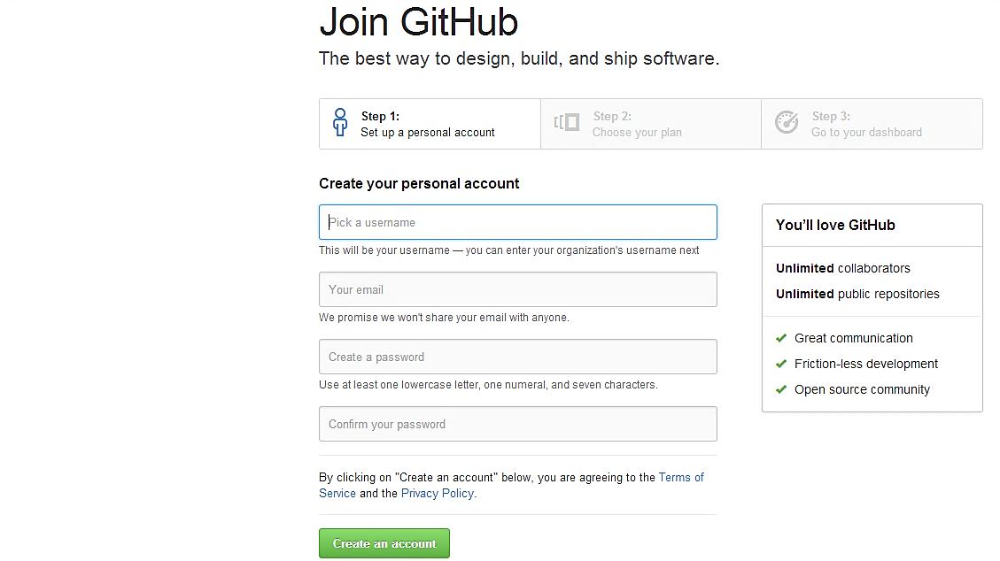 Join GitHub
The best way to design, build, and ship software.
Step 1:
Set up a personal account
Step 2:
Choose your plan
Step 3:
Go to your dashboard
Create your personal account
Pick a username
This will be your username — you can enter your organization's username next
Your email
We promise we won't share your email with anyone.
Create a password
Use at least one lowercase letter, one numeral, and seven characters.
Confirm your password
By clicking on "Create an account" below, you are agreeing to the Terms of
Service and the Privacy Policy.
Create an account
You'll love GitHub
Unlimited collaborators
Unlimited public repositories
Great communication
Friction-less development
Open source community